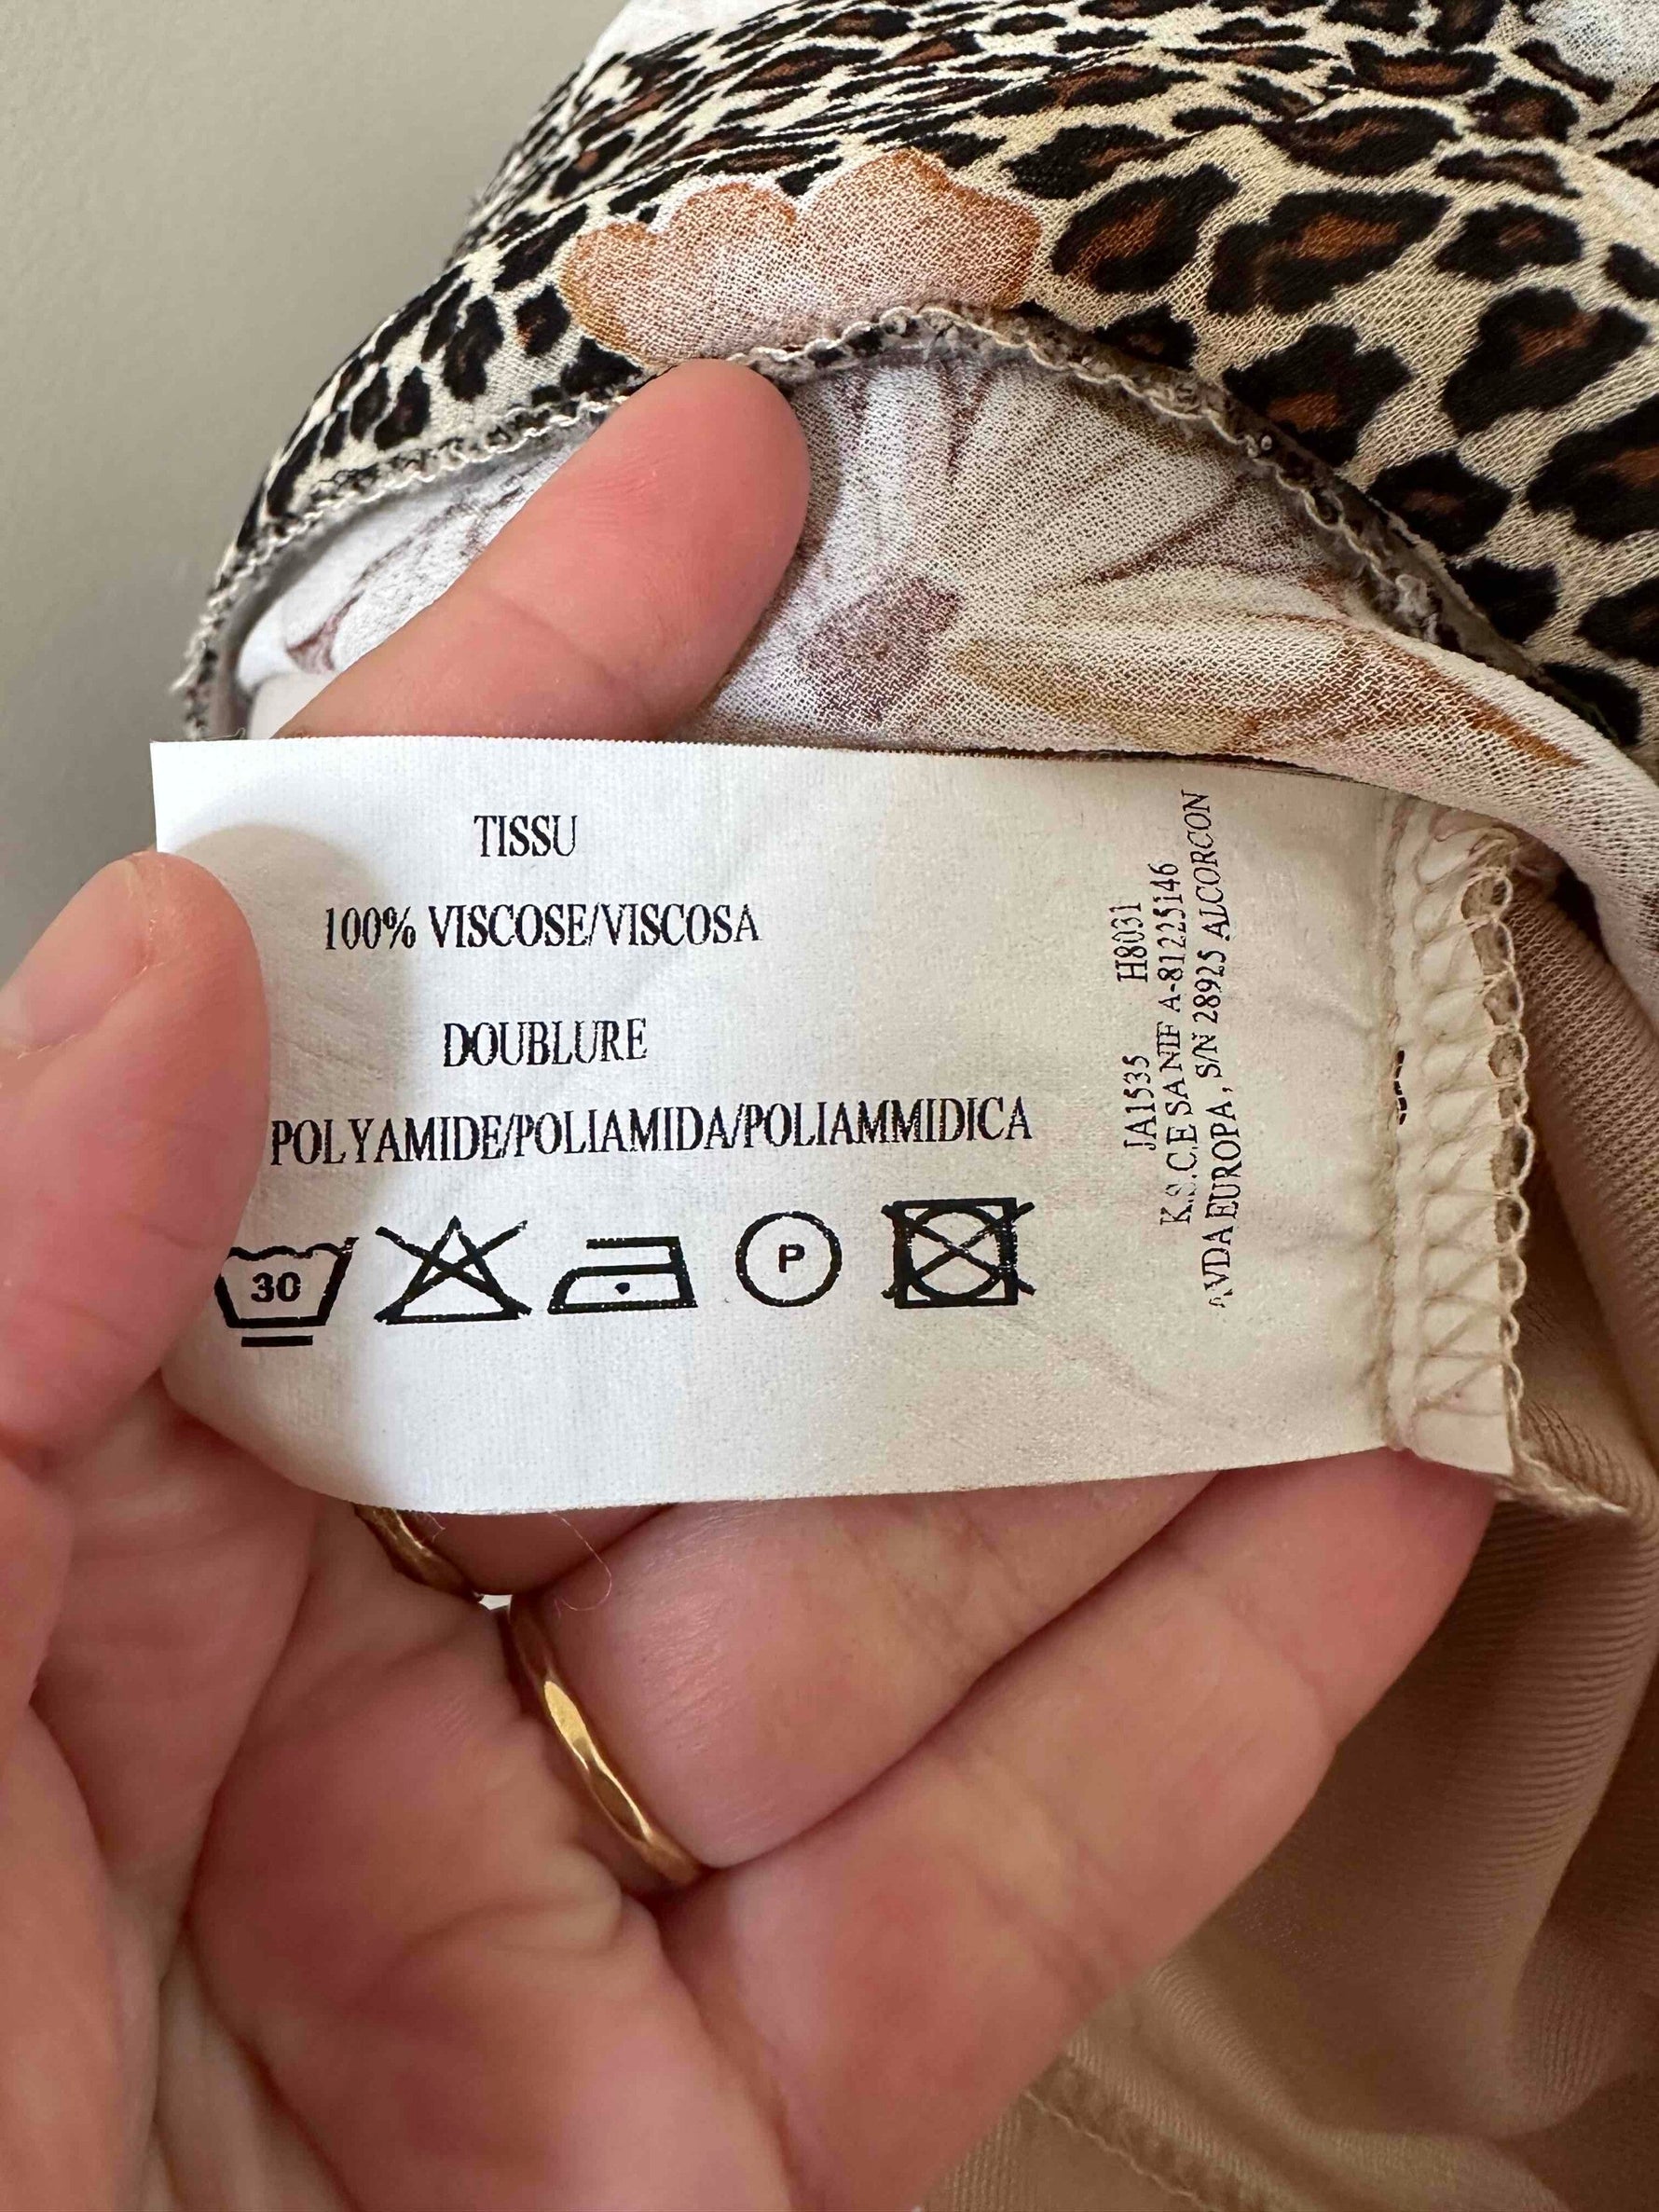 TISSU
100% VISCOSE/VISCOSA
DOUBLURE
POLYAMIDE/POLIAMIDA/POLIAMMIDICA
30
P
JA1535 H8031
K.S.C.E SA NIF A-81225146
AVDA EUROPA, S/N 28925 ALCORCON